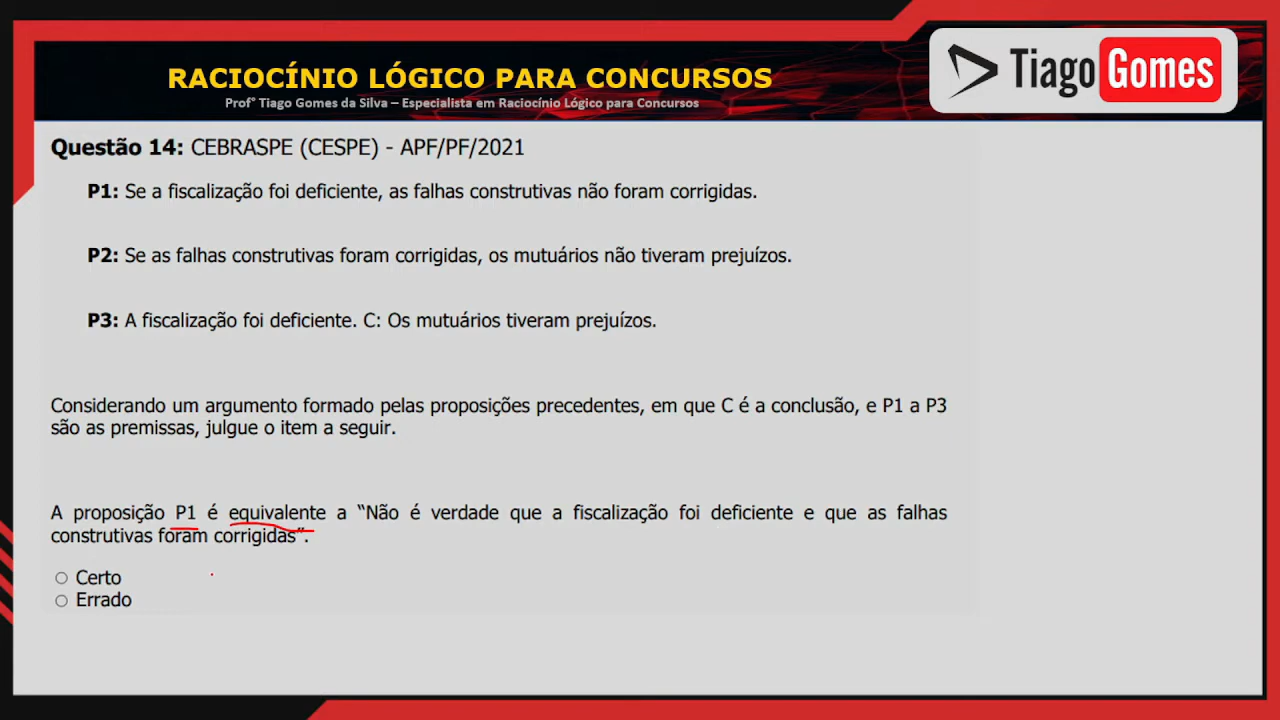 RACIOCÍNIO LÓGICO PARA CONCURSOS
Prof° Tiago Gomes da Silva – Especialista em Raciocínio Lógico para Concursos
Tiago Gomes
Questão 14: CEBRASPE (CESPE) - APF/PF/2021
P1: Se a fiscalização foi deficiente, as falhas construtivas não foram corrigidas.
P2: Se as falhas construtivas foram corrigidas, os mutuários não tiveram prejuízos.
P3: A fiscalização foi deficiente. C: Os mutuários tiveram prejuízos.
Considerando um argumento formado pelas proposições precedentes, em que C é a conclusão, e P1 a P3
são as premissas, julgue o item a seguir.
A proposição P1 é equivalente a “Não é verdade que a fiscalização foi deficiente e que as falhas
construtivas foram corrigidas”.
Certo
Errado